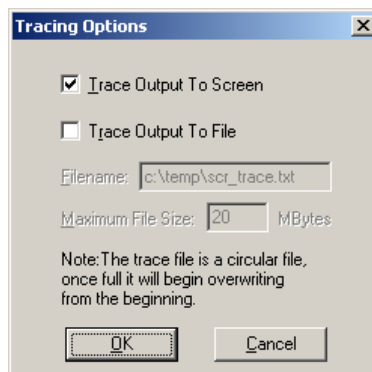 Tracing Options
Trace Output To Screen
Trace Output To File
Filename: c:\temp\scr_trace.txt
Maximum File Size: 20 MBytes
Note:The trace file is a circular file,
once full it will begin overwriting
from the beginning.
OK Cancel